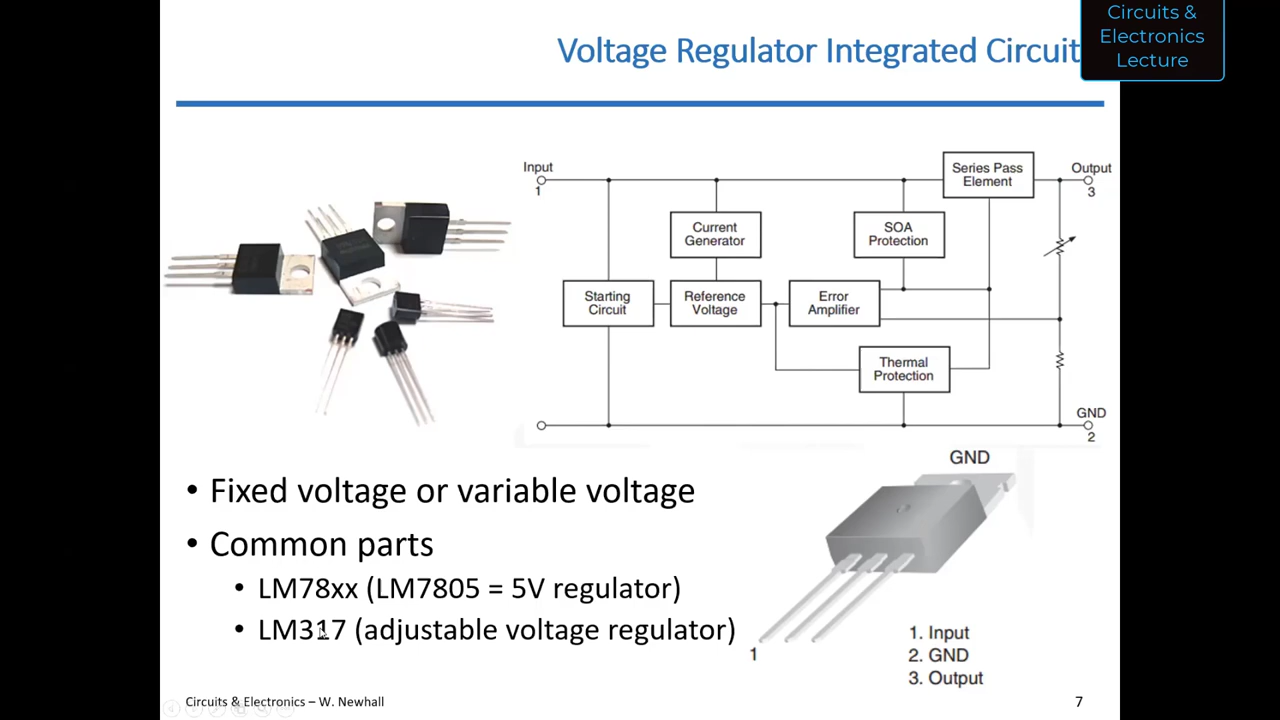 Circuits &
Electronics
Lecture
Voltage Regulator Integrated Circuit
Input
1
Series Pass
Element
Output
3
Current
Generator
SOA
Protection
Starting
Circuit
Reference
Voltage
Error
Amplifier
Thermal
Protection
GND
2
• Fixed voltage or variable voltage
• Common parts
• LM78xx (LM7805 = 5V regulator)
• LM317 (adjustable voltage regulator)
GND
1
1. Input
2. GND
3. Output
Circuits & Electronics – W. Newhall
7